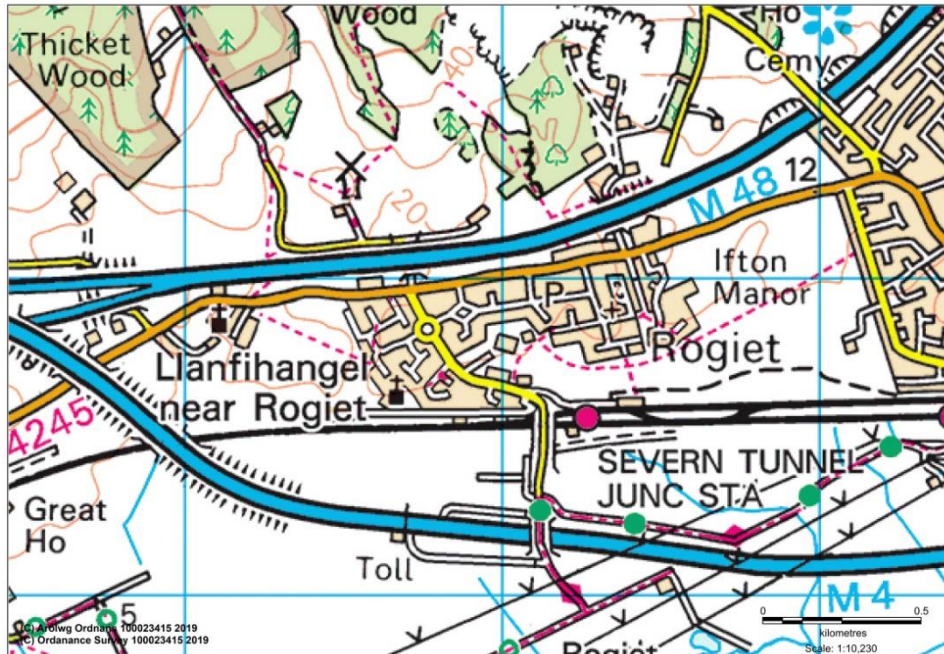 Wood
Ho
Cemy
Thicket
Wood
40
20
M 48
12
Ifton
Manor
P
Rogiet
Llanfihangel
near Rogiet
4245
SEVERN TUNNEL
JUNC STA
Great
Ho
Toll
M 4
5
(C) Arolwg Ordnans 100023415 2019
(C) Ordanance Survey 100023415 2019
Rogiet
0 0.5
kilometres
Scale: 1:10,230